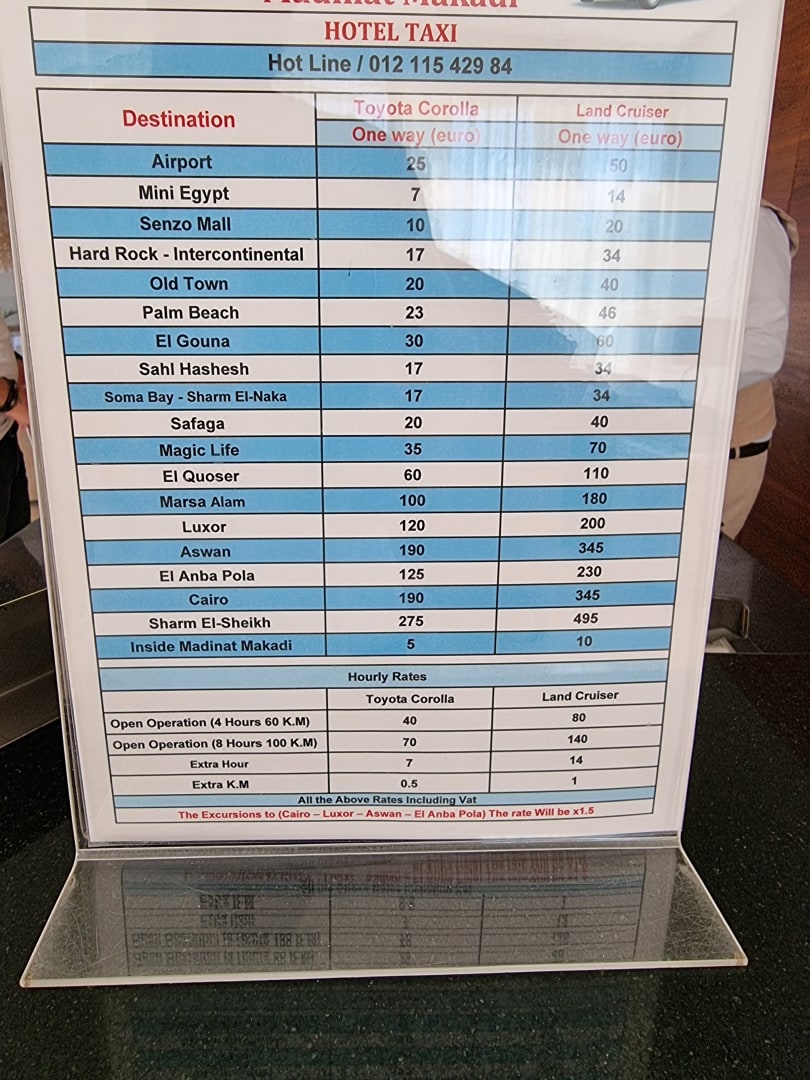 Madinat Makadi
HOTEL TAXI
Hot Line / 012 115 429 84
Destination Toyota Corolla Land Cruiser
One way (euro) One way (euro)
Airport 25 50
Mini Egypt 7 14
Senzo Mall 10 20
Hard Rock - Intercontinental 17 34
Old Town 20 40
Palm Beach 23 46
El Gouna 30 60
Sahl Hashesh 17 34
Soma Bay - Sharm El-Naka 17 34
Safaga 20 40
Magic Life 35 70
El Quoser 60 110
Marsa Alam 100 180
Luxor 120 200
Aswan 190 345
El Anba Pola 125 230
Cairo 190 345
Sharm El-Sheikh 275 495
Inside Madinat Makadi 5 10
Hourly Rates
Toyota Corolla Land Cruiser
Open Operation (4 Hours 60 K.M) 40 80
Open Operation (8 Hours 100 K.M) 70 140
Extra Hour 7 14
Extra K.M 0.5 1
All the Above Rates Including Vat
The Excursions to (Cairo – Luxor – Aswan – El Anba Pola) The rate Will be x1.5